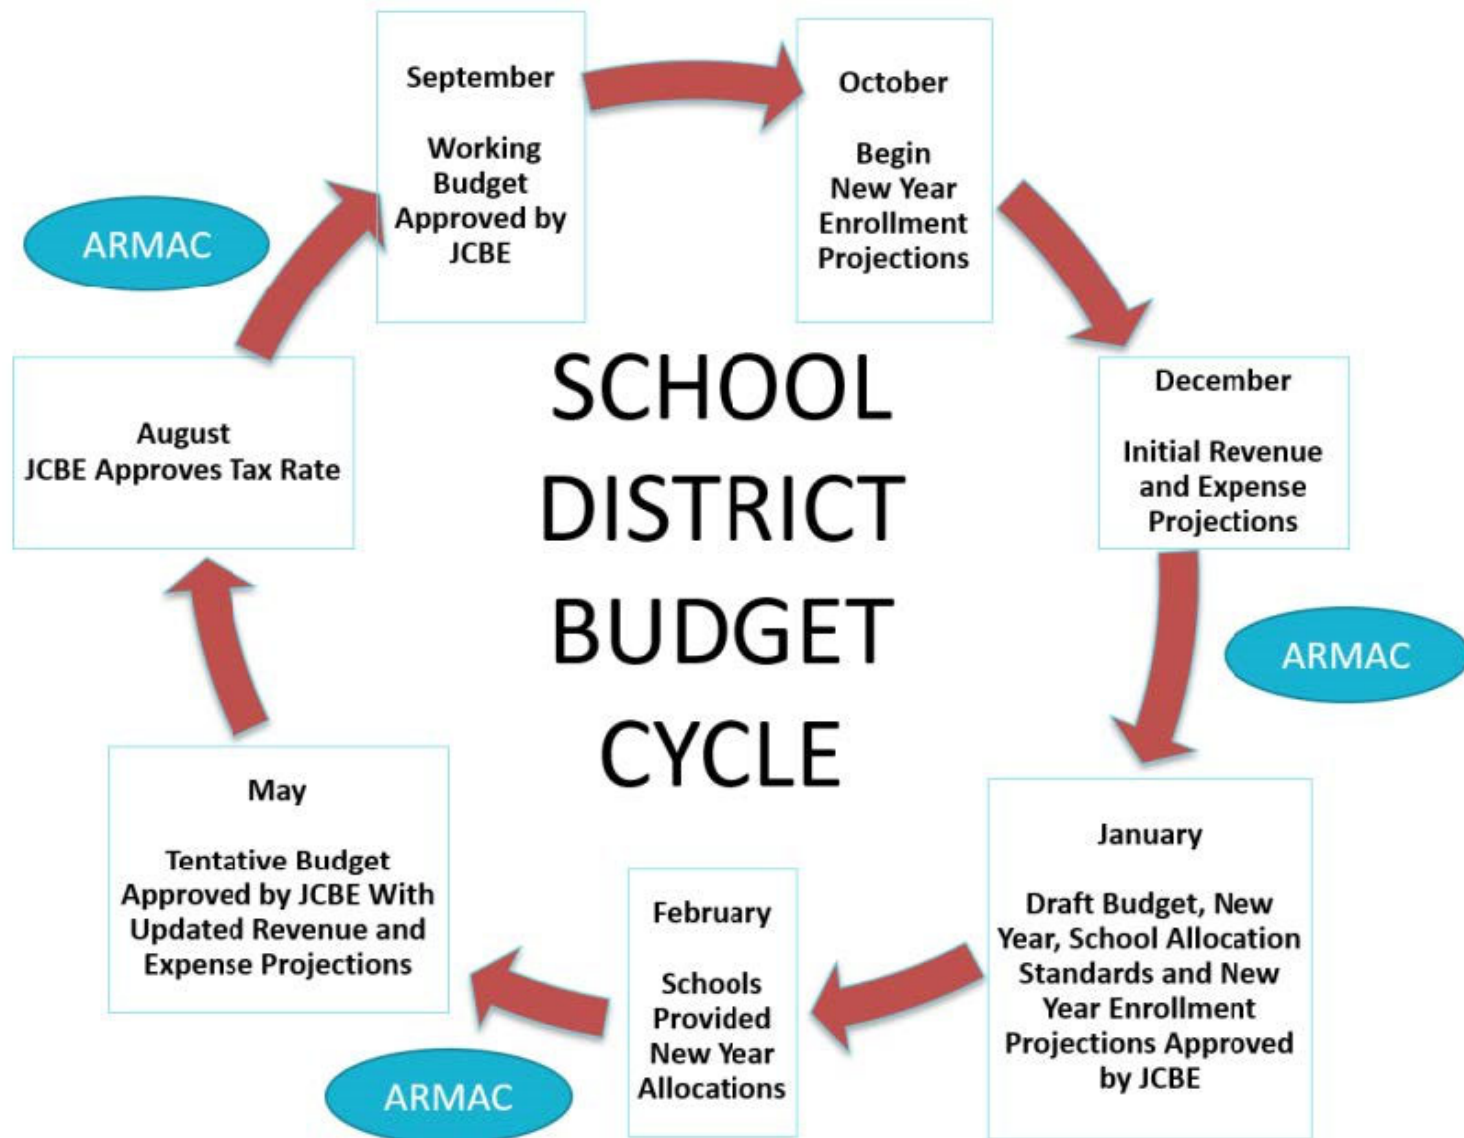 September
Working
Budget
Approved by
JCBE
October
Begin
New Year
Enrollment
Projections
ARMAC
SCHOOL
DISTRICT
BUDGET
CYCLE
December
Initial Revenue
and Expense
Projections
August
JCBE Approves Tax Rate
ARMAC
January
Draft Budget, New
Year, School Allocation
Standards and New
Year Enrollment
Projections Approved
by JCBE
February
Schools
Provided
New Year
Allocations
May
Tentative Budget
Approved by JCBE With
Updated Revenue and
Expense Projections
ARMAC